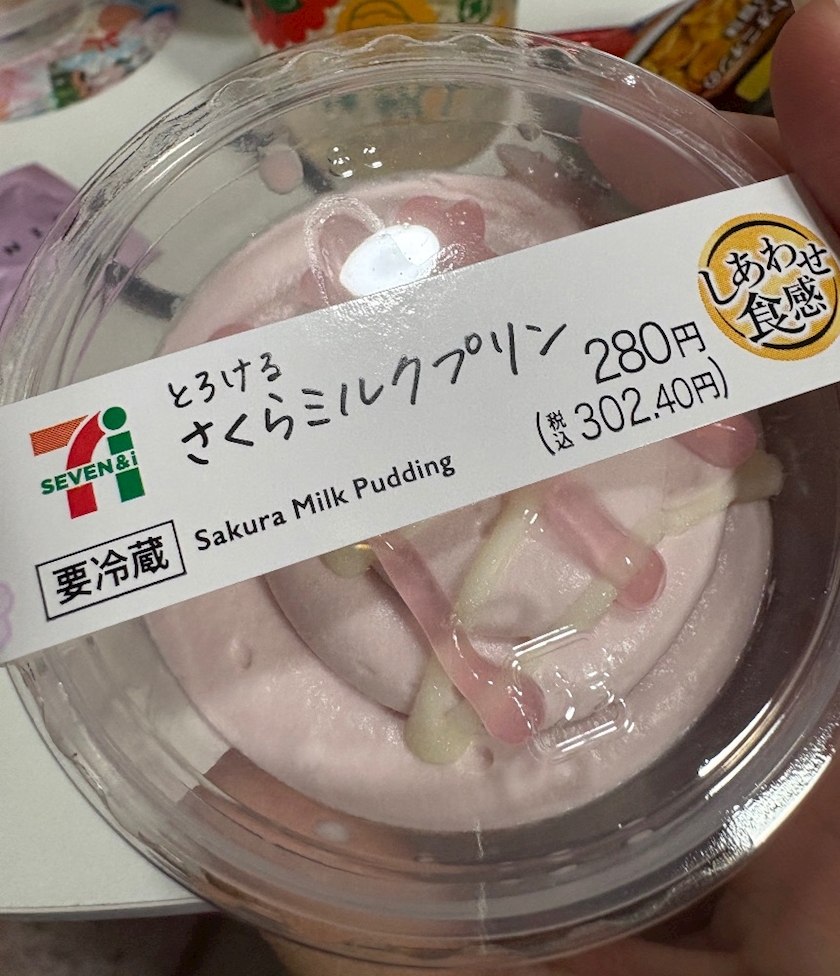 とろける
さくらミルクプリン
280円
(税込302.40円)
しあわせ
食感
SEVEN&i
要冷蔵
Sakura Milk Pudding